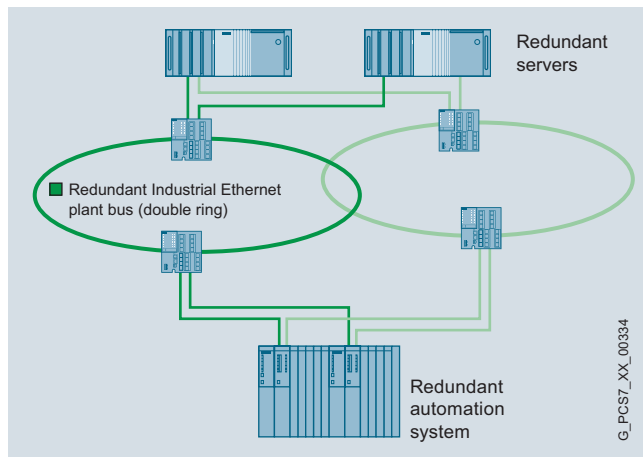 Redundant
servers
Redundant Industrial Ethernet
plant bus (double ring)
Redundant
automation
system
G_PCS7_XX_00334